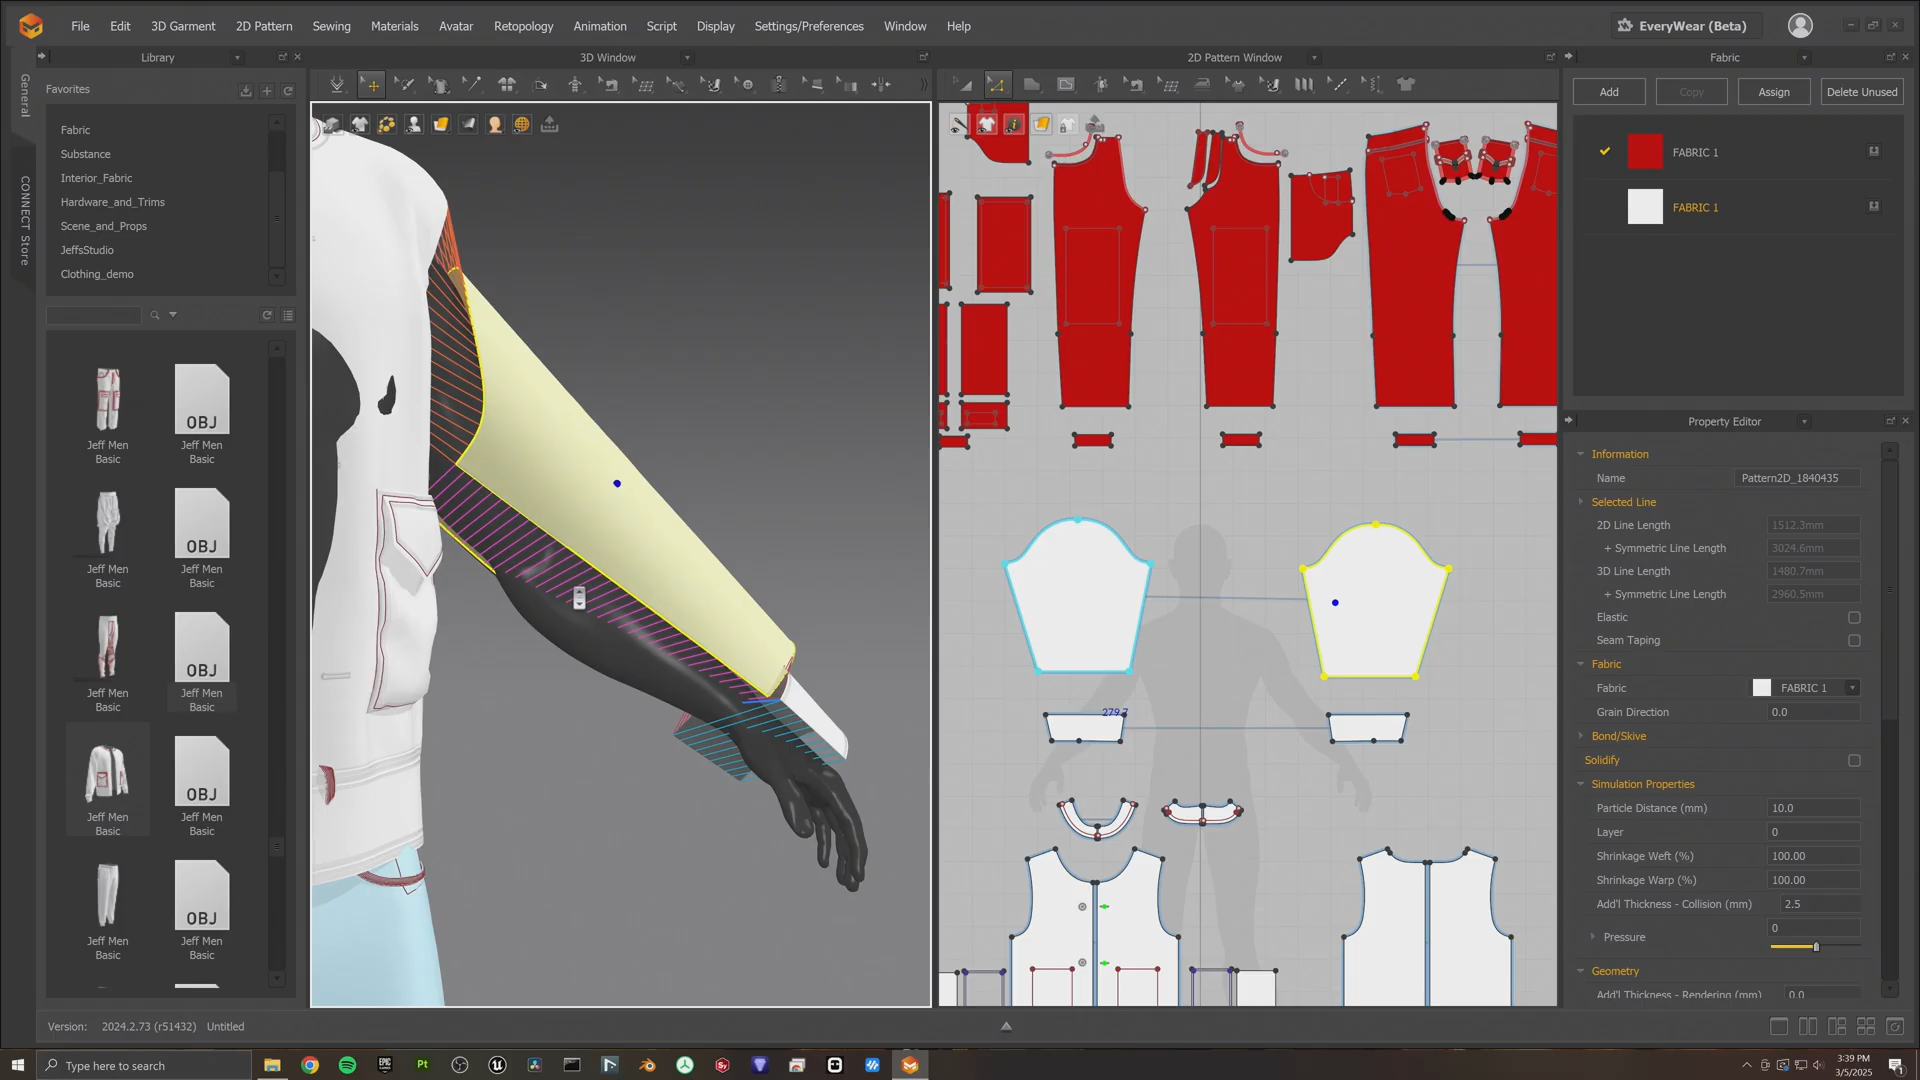 File Edit 3D Garment 2D Pattern Sewing Materials Avatar Retopology Animation Script Display Settings/Preferences Window Help EveryWear (Beta)
Library 3D Window 2D Pattern Window Fabric
General
CONNECT Store
Favorites
Fabric
Substance
Interior_Fabric
Hardware_and_Trims
Scene_and_Props
JeffsStudio
Clothing_demo
OBJ
Jeff Men Jeff Men
Basic Basic
OBJ
Jeff Men Jeff Men
Basic Basic
OBJ
Jeff Men Jeff Men
Basic Basic
OBJ
Jeff Men Jeff Men
Basic Basic
OBJ
Jeff Men Jeff Men
Basic Basic
279.7
Add Copy Assign Delete Unused
FABRIC 1
FABRIC 1
Property Editor
Information
Name Pattern2D_1840435
Selected Line
2D Line Length 1512.3mm
+ Symmetric Line Length 3024.6mm
3D Line Length 1480.7mm
+ Symmetric Line Length 2960.5mm
Elastic
Seam Taping
Fabric
Fabric FABRIC 1
Grain Direction 0.0
Bond/Skive
Solidify
Simulation Properties
Particle Distance (mm) 10.0
Layer 0
Shrinkage Weft (%) 100.00
Shrinkage Warp (%) 100.00
Add'l Thickness - Collision (mm) 2.5
Pressure 0
Geometry
Add'l Thickness - Rendering (mm) 0.0
Version: 2024.2.73 (r51432) Untitled
Type here to search
EPIC
Pt
3:39 PM
3/5/2025
1